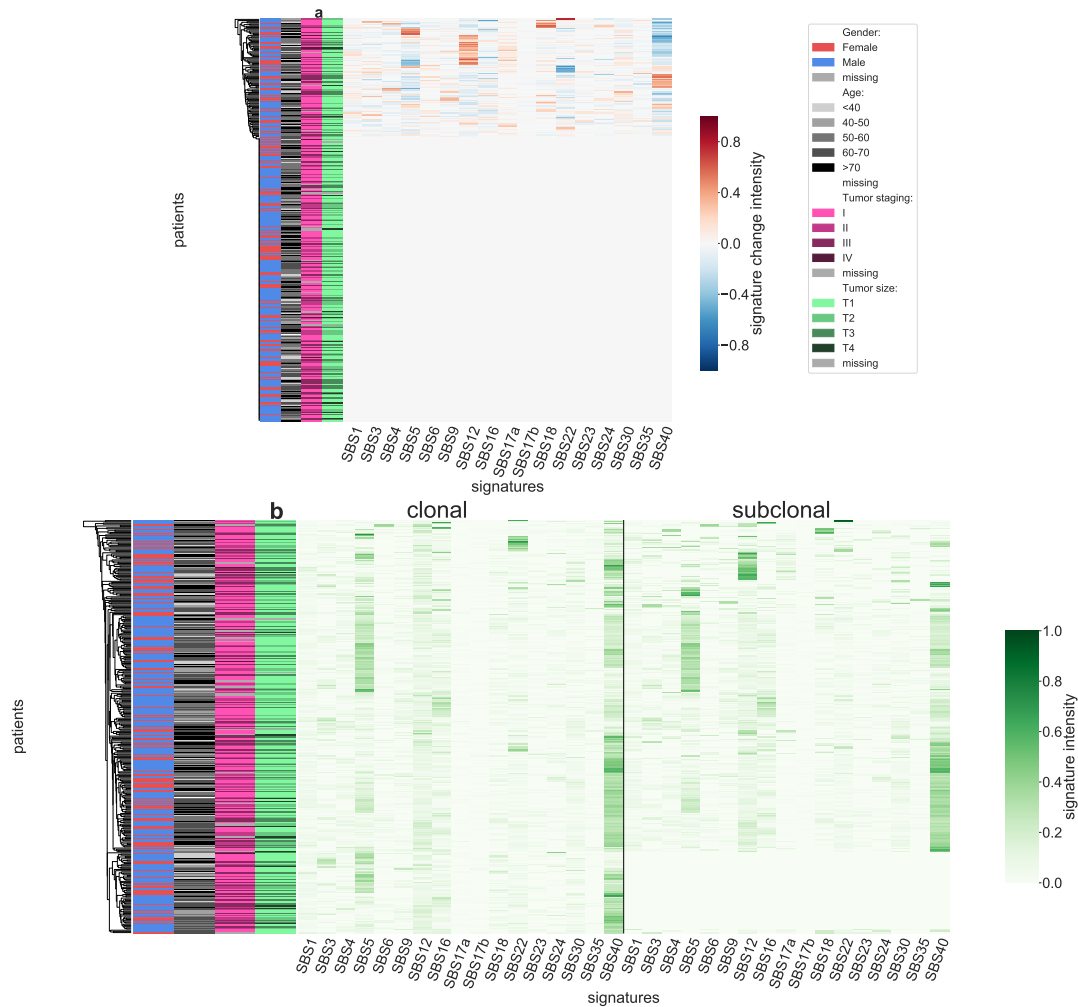 a
Gender:
Female
Male
missing
Age:
<40
40-50
50-60
60-70
>70
missing
Tumor staging:
I
II
III
IV
missing
Tumor size:
T1
T2
T3
T4
missing
0.8
0.4
0.0
−0.4
−0.8
signature change intensity
patients
SBS1
SBS3
SBS4
SBS5
SBS6
SBS9
SBS12
SBS16
SBS17a
SBS17b
SBS18
SBS22
SBS23
SBS24
SBS30
SBS35
SBS40
signatures
b
clonal
subclonal
patients
1.0
0.8
0.6
0.4
0.2
0.0
signature intensity
SBS1
SBS3
SBS4
SBS5
SBS6
SBS9
SBS12
SBS16
SBS17a
SBS17b
SBS18
SBS22
SBS23
SBS24
SBS30
SBS35
SBS40
SBS1
SBS3
SBS4
SBS5
SBS6
SBS9
SBS12
SBS16
SBS17a
SBS17b
SBS18
SBS22
SBS23
SBS24
SBS30
SBS35
SBS40
signatures